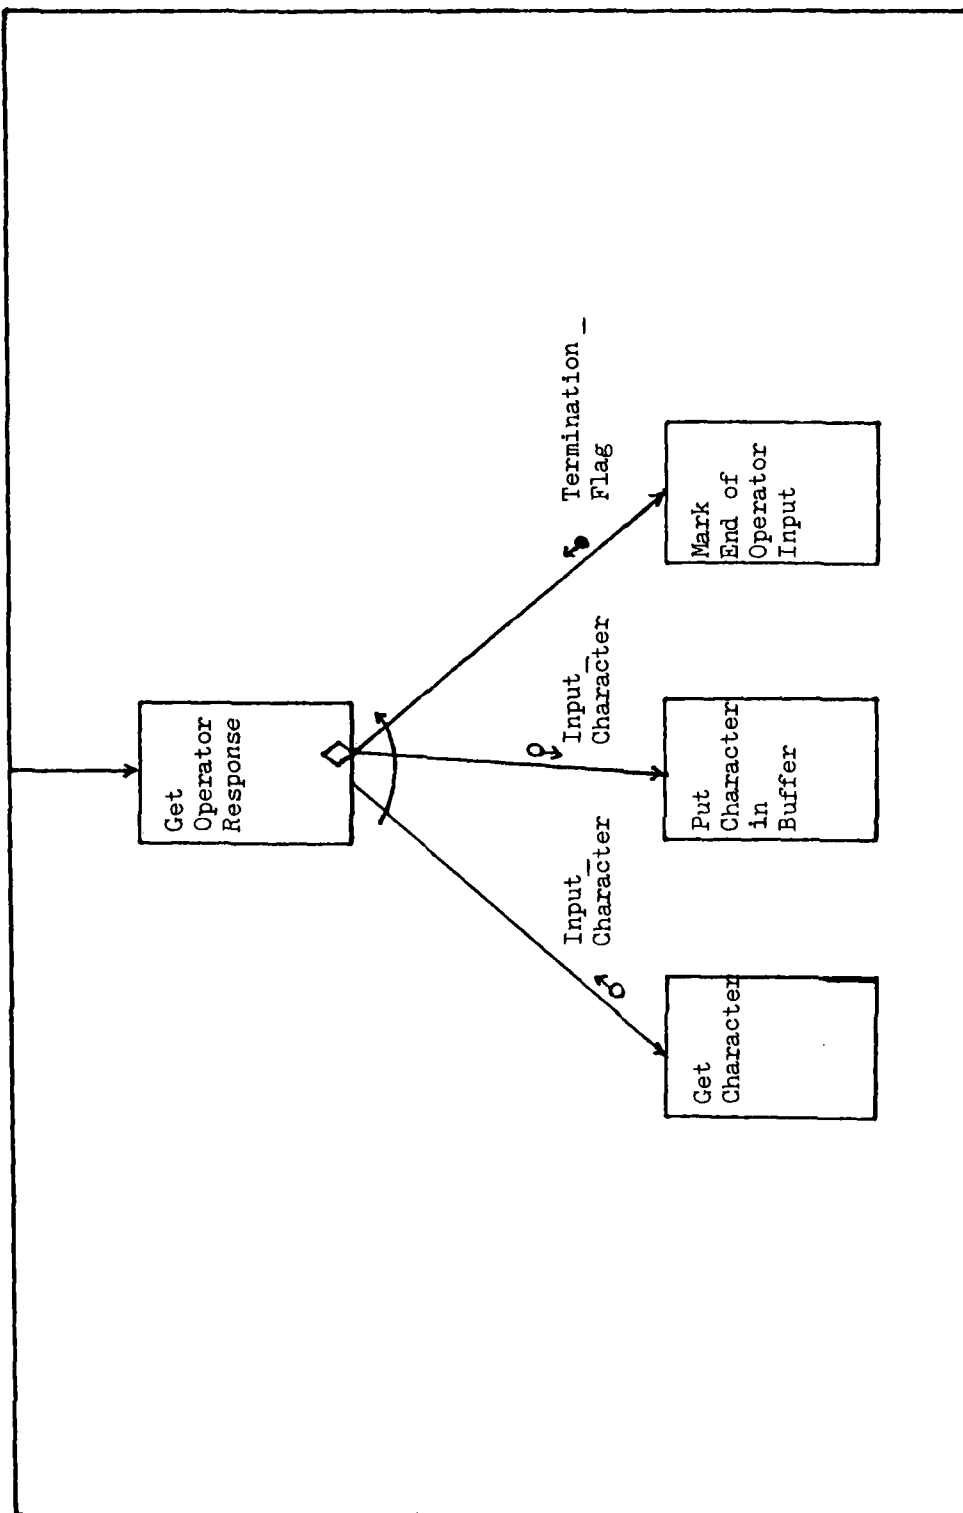 Get
Operator
Response
Input_
Character
Input_
Character
Termination_
Flag
Get
Character
Put
Character
in
Buffer
Mark
End of
Operator
Input